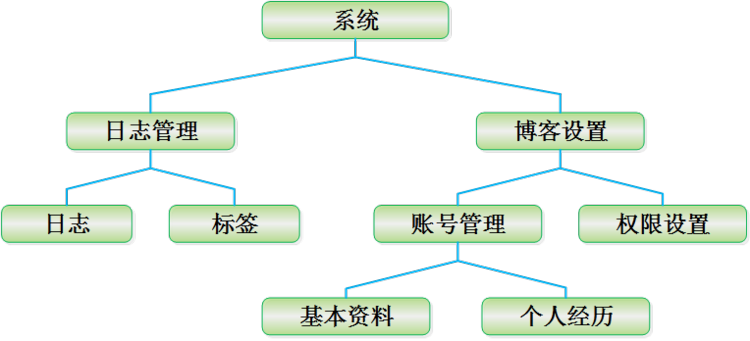 系统
日志管理
博客设置
日志
标签
账号管理
权限设置
基本资料
个人经历